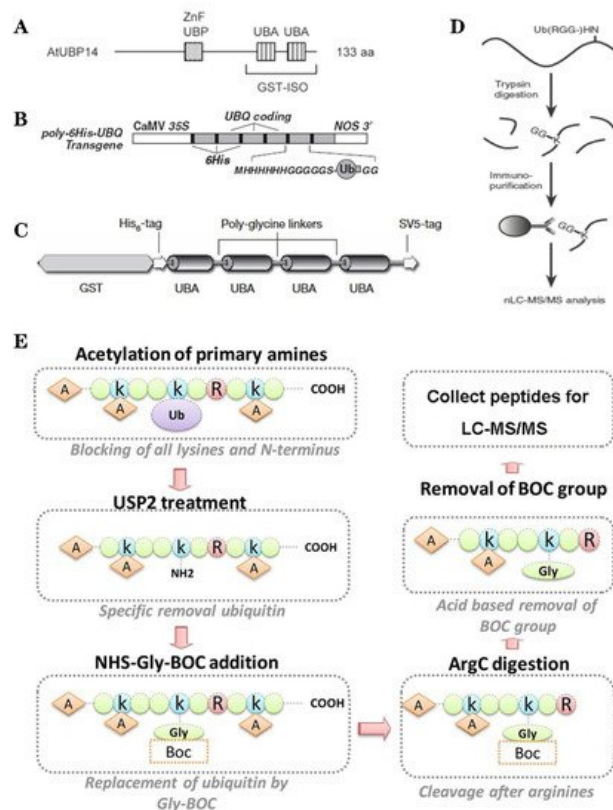 A
ZnF
UBP
UBA
UBA
AtUBP14
133 aa
GST-ISO
B
UBQ coding
CaMV 35S
NOS 3'
poly-6His-UBQ
Transgene
6His
MHHHHHHGGGGGS-Ub-GG
C
His6-tag
Poly-glycine linkers
SV5-tag
GST
UBA
UBA
UBA
UBA
D
Ub(RGG-)HN
Trypsin
digestion
GG-K
Immuno-
purification
GG-K
nLC-MS/MS analysis
E
Acetylation of primary amines
A
k
k
R
k
COOH
A
Ub
A
Blocking of all lysines and N-terminus
USP2 treatment
A
k
k
R
k
COOH
A
NH2
A
Specific removal ubiquitin
NHS-Gly-BOC addition
A
k
k
R
k
COOH
A
Gly
A
Boc
Replacement of ubiquitin by
Gly-BOC
Collect peptides for
LC-MS/MS
Removal of BOC group
A
k
k
R
A
Gly
Acid based removal of
BOC group
ArgC digestion
A
k
k
R
A
Gly
Boc
Cleavage after arginines